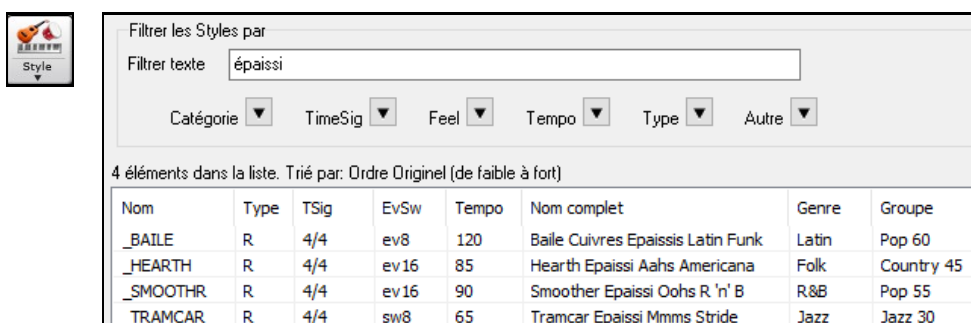 Style
Filtrer les Styles par
Filtrer texte épaissi
Catégorie TimeSig Feel Tempo Type Autre
4 éléments dans la liste. Trié par: Ordre Originel (de faible à fort)
Nom Type TSig EvSw Tempo Nom complet Genre Groupe
_BAILE R 4/4 ev8 120 Baile Cuivres Epaissis Latin Funk Latin Pop 60
_HEARTH R 4/4 ev16 85 Hearth Epaissi Aahs Americana Folk Country 45
_SMOOTHR R 4/4 ev16 90 Smoother Epaissi Oohs R 'n' B R&B Pop 55
_TRAMCAR R 4/4 sw8 65 Tramcar Epaissi Mmms Stride Jazz Jazz 30